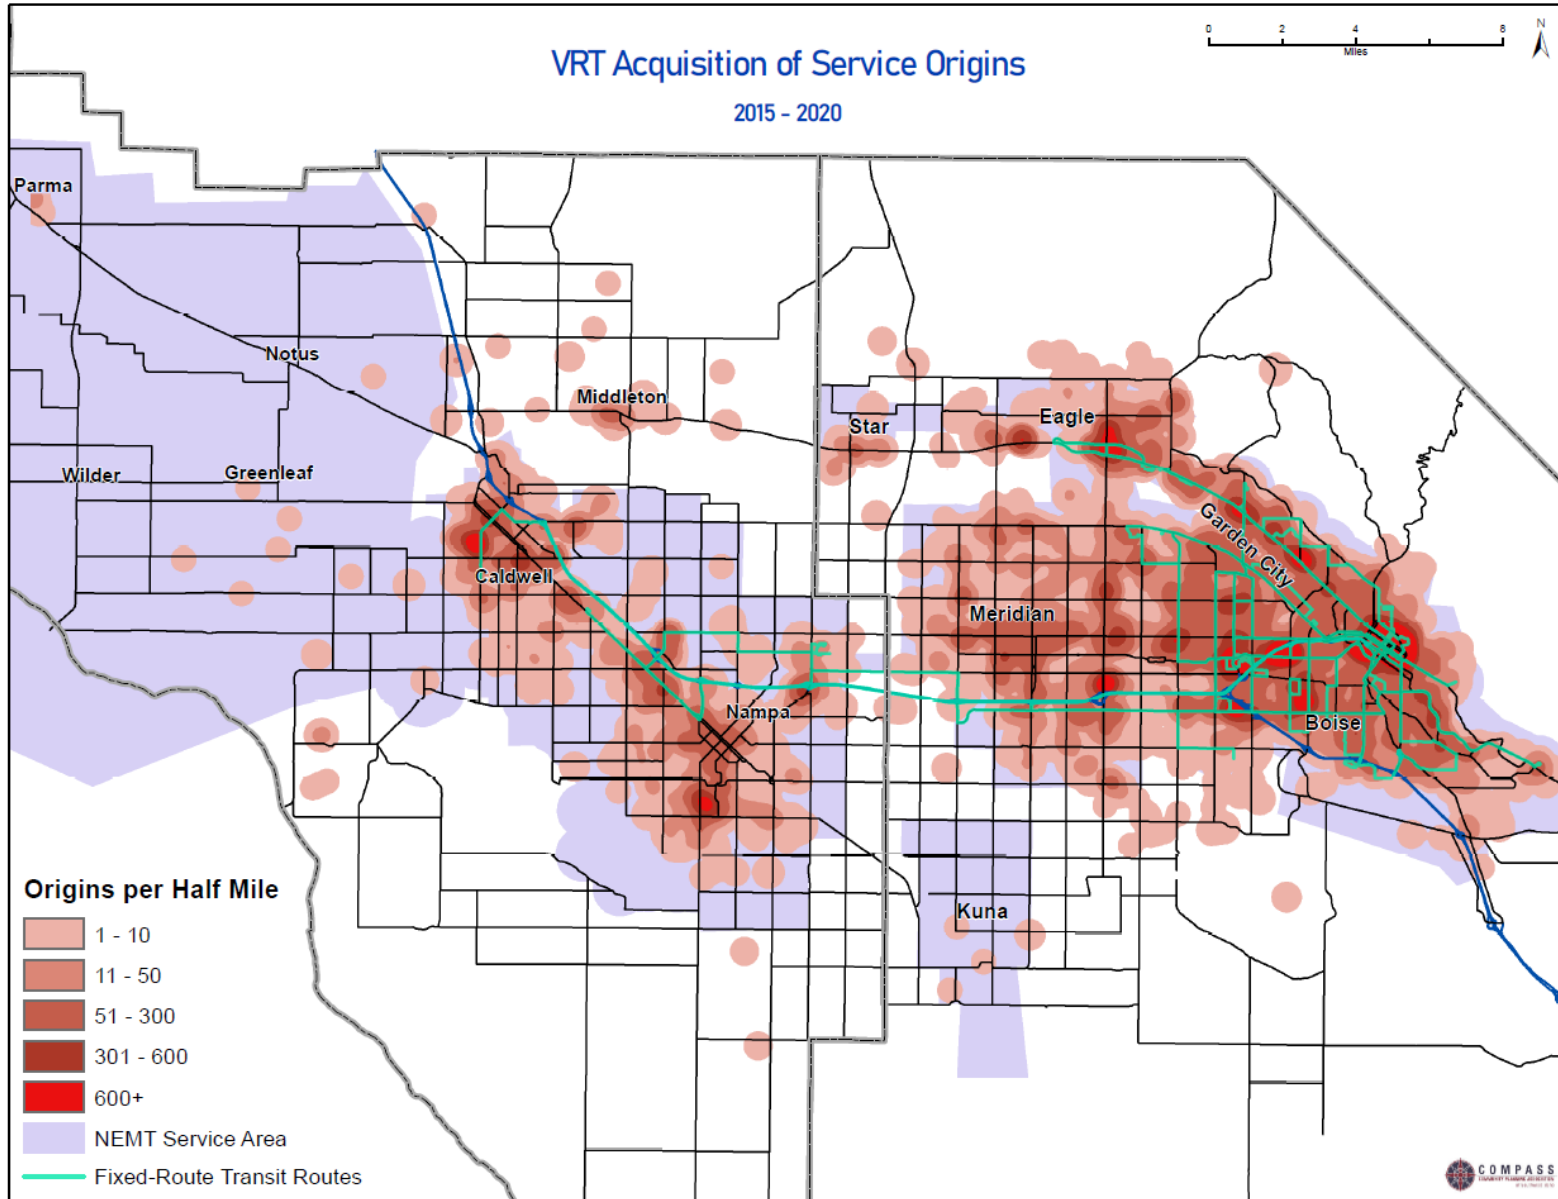 VRT Acquisition of Service Origins
2015 - 2020
0 2 4 8
Miles
N
Parma
Notus
Middleton
Star
Eagle
Wilder
Greenleaf
Garden City
Caldwell
Meridian
Nampa
Boise
Kuna
Origins per Half Mile
1 - 10
11 - 50
51 - 300
301 - 600
600+
NEMT Service Area
Fixed-Route Transit Routes
COMPASS